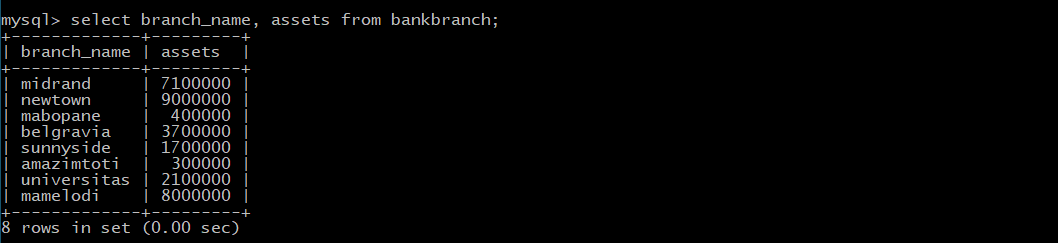 mysql> select branch_name, assets from bankbranch;
+-------------+---------+
| branch_name | assets  |
+-------------+---------+
| midrand     | 7100000 |
| newtown     | 9000000 |
| mabopane    |  400000 |
| belgravia   | 3700000 |
| sunnyside   | 1700000 |
| amazimtoti  |  300000 |
| universitas | 2100000 |
| mamelodi    | 8000000 |
+-------------+---------+
8 rows in set (0.00 sec)